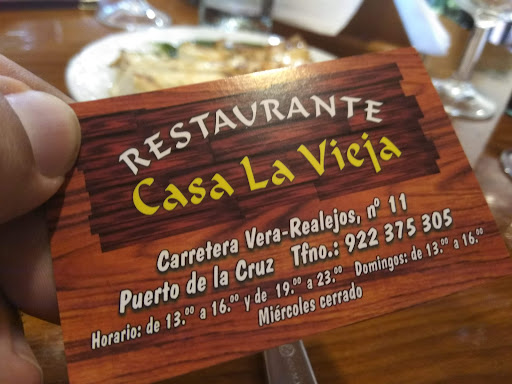 RESTAURANTE
Casa La Vieja
Carretera Vera-Realejos, nº 11
Puerto de la Cruz Tfno.: 922 375 305
Horario: de 13.⁰⁰ a 16.⁰⁰ y de 19.⁰⁰ a 23.⁰⁰ Domingos: de 13.⁰⁰ a 16.⁰⁰
Miércoles cerrado